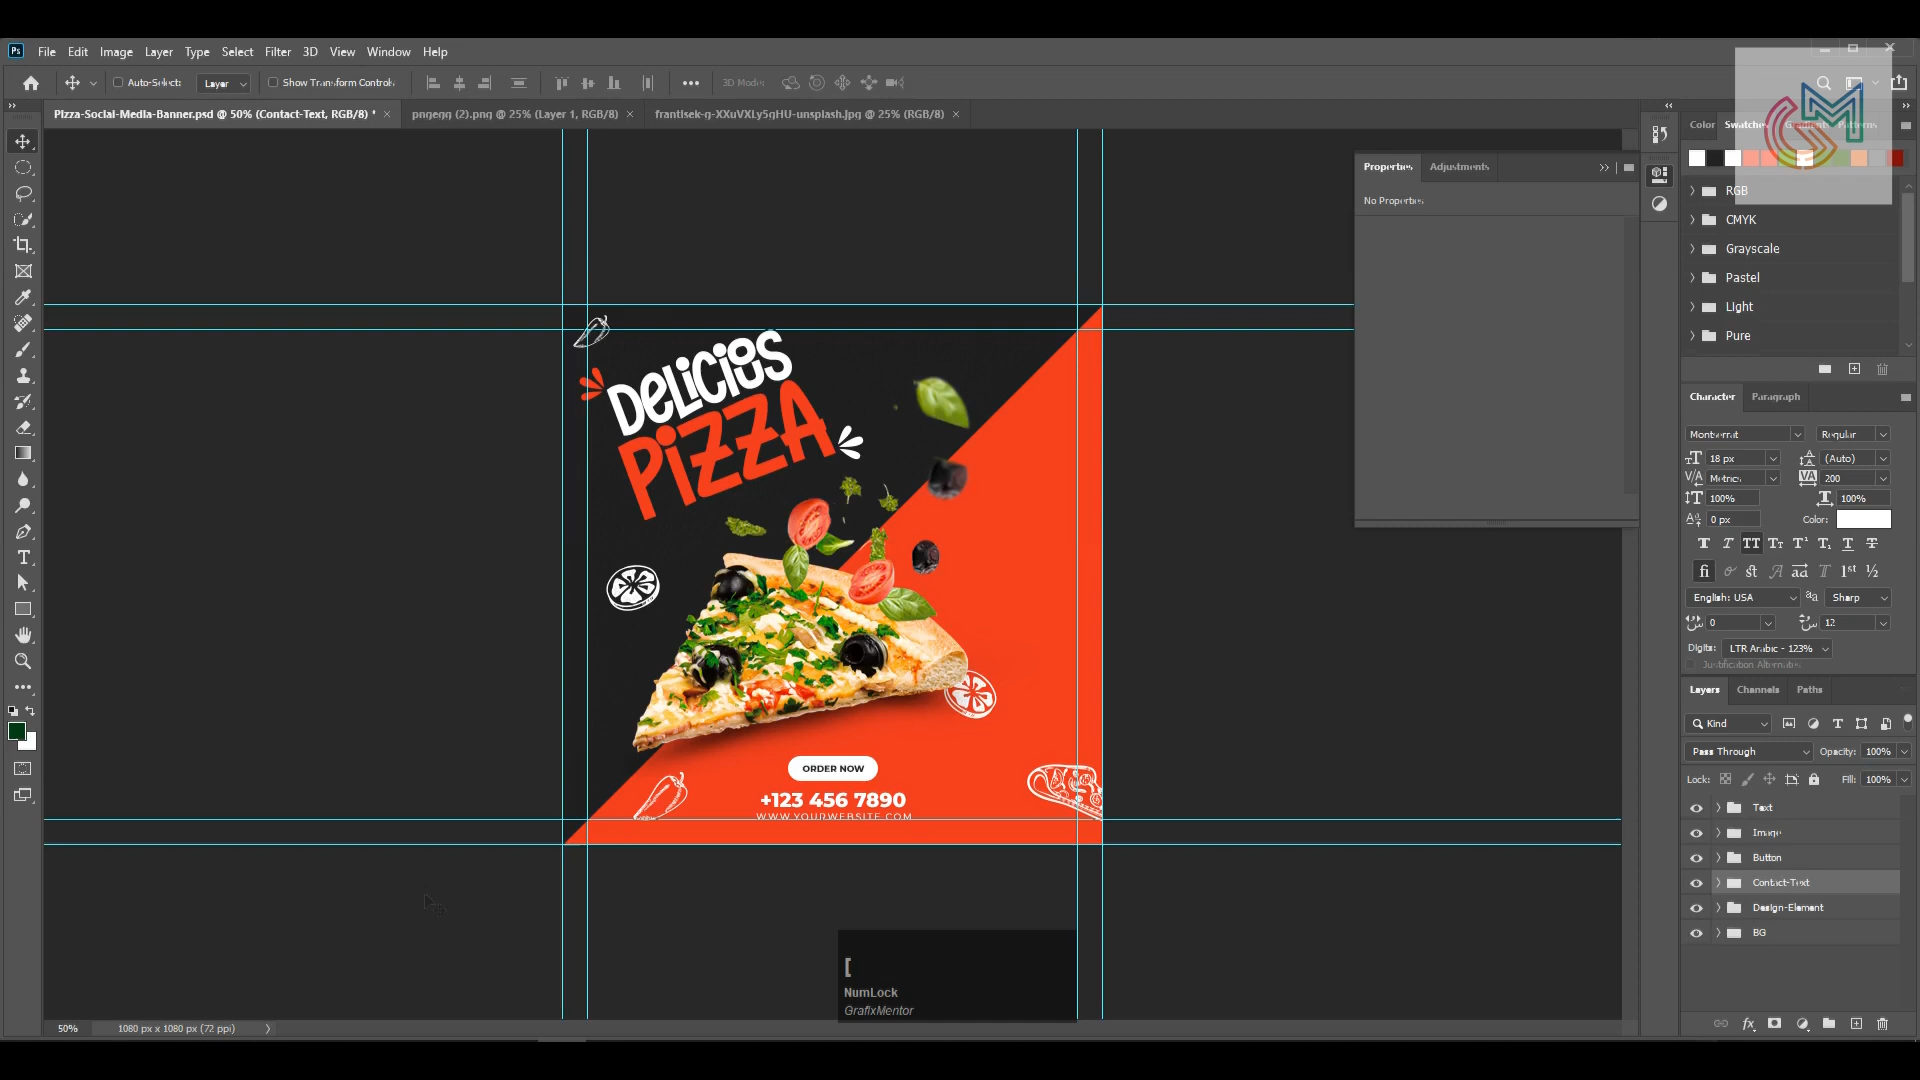 Ps File Edit Image Layer Type Select Filter 3D View Window Help
Auto-Select: Layer Show Transform Controls 3D Mode:
Pizza-Social-Media-Banner.psd @ 50% (Contact-Text, RGB/8) * × pngegg (2).png @ 25% (Layer 1, RGB/8) × frantisek-g-XXuVXLy5gHU-unsplash.jpg @ 25% (RGB/8) ×
Color Swatches Gradients Patterns
RGB
CMYK
Grayscale
Pastel
Light
Pure
Properties Adjustments
No Properties
Character Paragraph
Montserrat Regular
18 px (Auto)
Metrics 200
100% 100%
0 px Color:
English: USA Sharp
0 12
Digits: LTR Arabic - 123%
Justification Alternates
Layers Channels Paths
Kind
Pass Through Opacity: 100%
Lock: Fill: 100%
Text
Image
Button
Contact-Text
Design-Element
BG
DELiCiOS
PiZZA
ORDER NOW
+123 456 7890
WWW.YOURWEBSITE.COM
[
NumLock
GrafixMentor
50% 1080 px x 1080 px (72 ppi)
GM